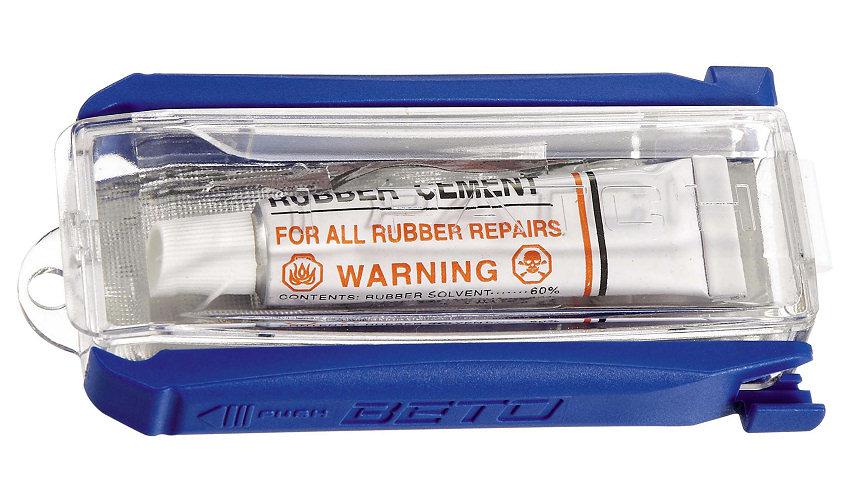 RUBBER CEMENT
FOR ALL RUBBER REPAIRS
WARNING
CONTENTS: RUBBER SOLVENT......60%
PUSH BETO